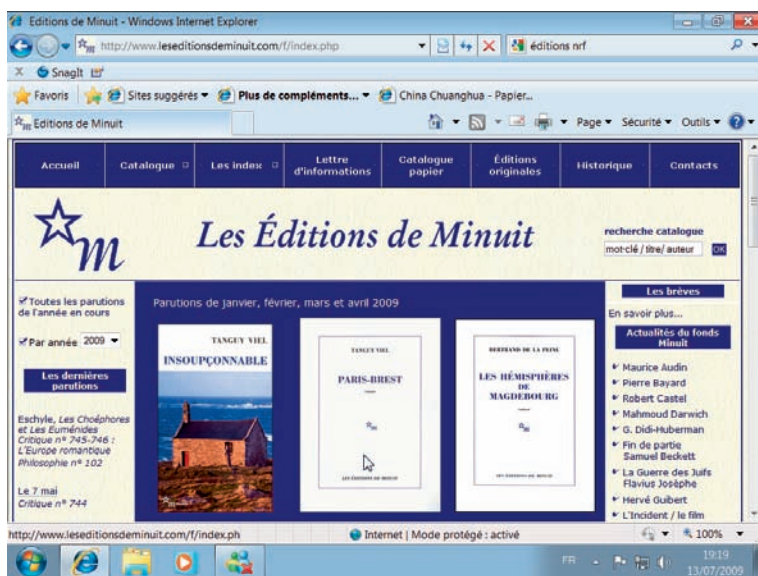 Editions de Minuit - Windows Internet Explorer
http://www.leseditionsdeminuit.com/f/index.php
éditions nrf
X SnagIt
Favoris Sites suggérés Plus de compléments... China Chuanghua - Papier...
Editions de Minuit Page Sécurité Outils
Accueil
Catalogue
Les index
Lettre
d'informations
Catalogue
papier
Éditions
originales
Historique
Contacts
m
Les Éditions de Minuit
recherche catalogue
mot-clé / titre/ auteur OK
Toutes les parutions
de l'année en cours
Par année 2009
Les dernières
parutions
Eschyle, Les Choéphores
et Les Euménides
Critique n° 745-746 :
L'Europe romantique
Philosophie n° 102
Le 7 mai
Critique n° 744
Parutions de janvier, février, mars et avril 2009
TANGUY VIEL
INSOUPÇONNABLE
TANGUY VIEL
PARIS-BREST
m
LES ÉDITIONS DE MINUIT
BERTRAND DE LA PEINE
LES HÉMISPHÈRES
DE
MAGDEBOURG
m
LES ÉDITIONS DE MINUIT
Les brèves
En savoir plus...
Actualités du fonds
Minuit
Maurice Audin
Pierre Bayard
Robert Castel
Mahmoud Darwich
G. Didi-Huberman
Fin de partie
Samuel Beckett
La Guerre des Juifs
Flavius Josèphe
Hervé Guibert
L'Incident / le film
http://www.leseditionsdeminuit.com/f/index.ph Internet | Mode protégé : activé 100%
FR 19:19
13/07/2009